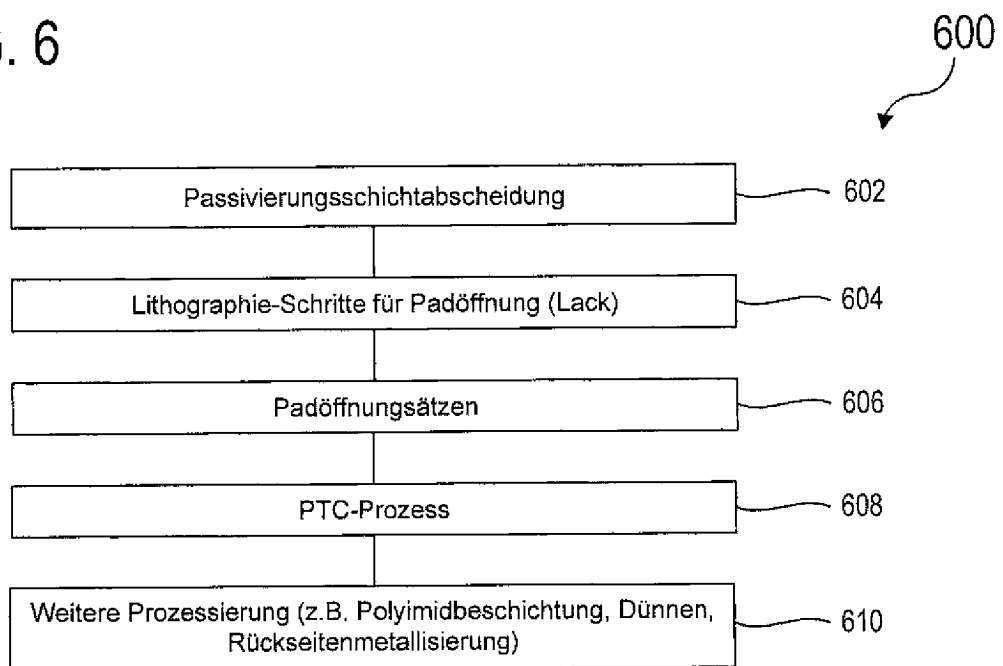 . 6
600
Passivierungsschichtabscheidung
602
Lithographie-Schritte für Padöffnung (Lack)
604
Padöffnungsätzen
606
PTC-Prozess
608
Weitere Prozessierung (z.B. Polyimidbeschichtung, Dünnen,
Rückseitenmetallisierung)
610